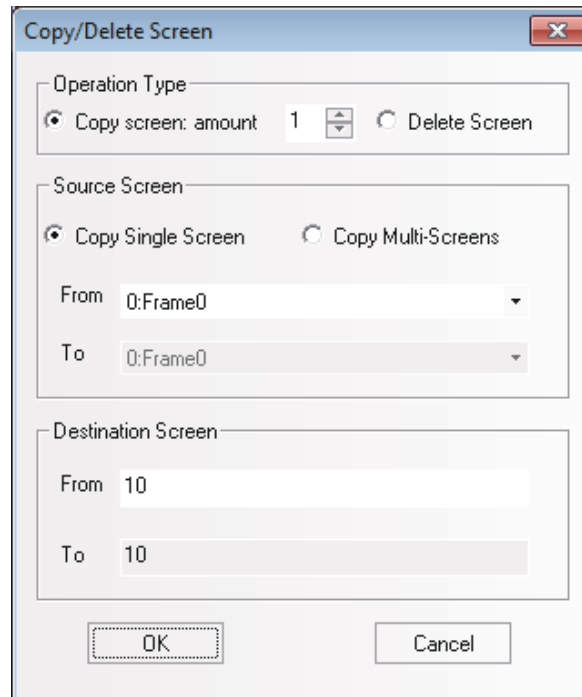 Copy/Delete Screen
Operation Type
Copy screen: amount 1 Delete Screen
Source Screen
Copy Single Screen Copy Multi-Screens
From 0:Frame0
To 0:Frame0
Destination Screen
From 10
To 10
OK Cancel